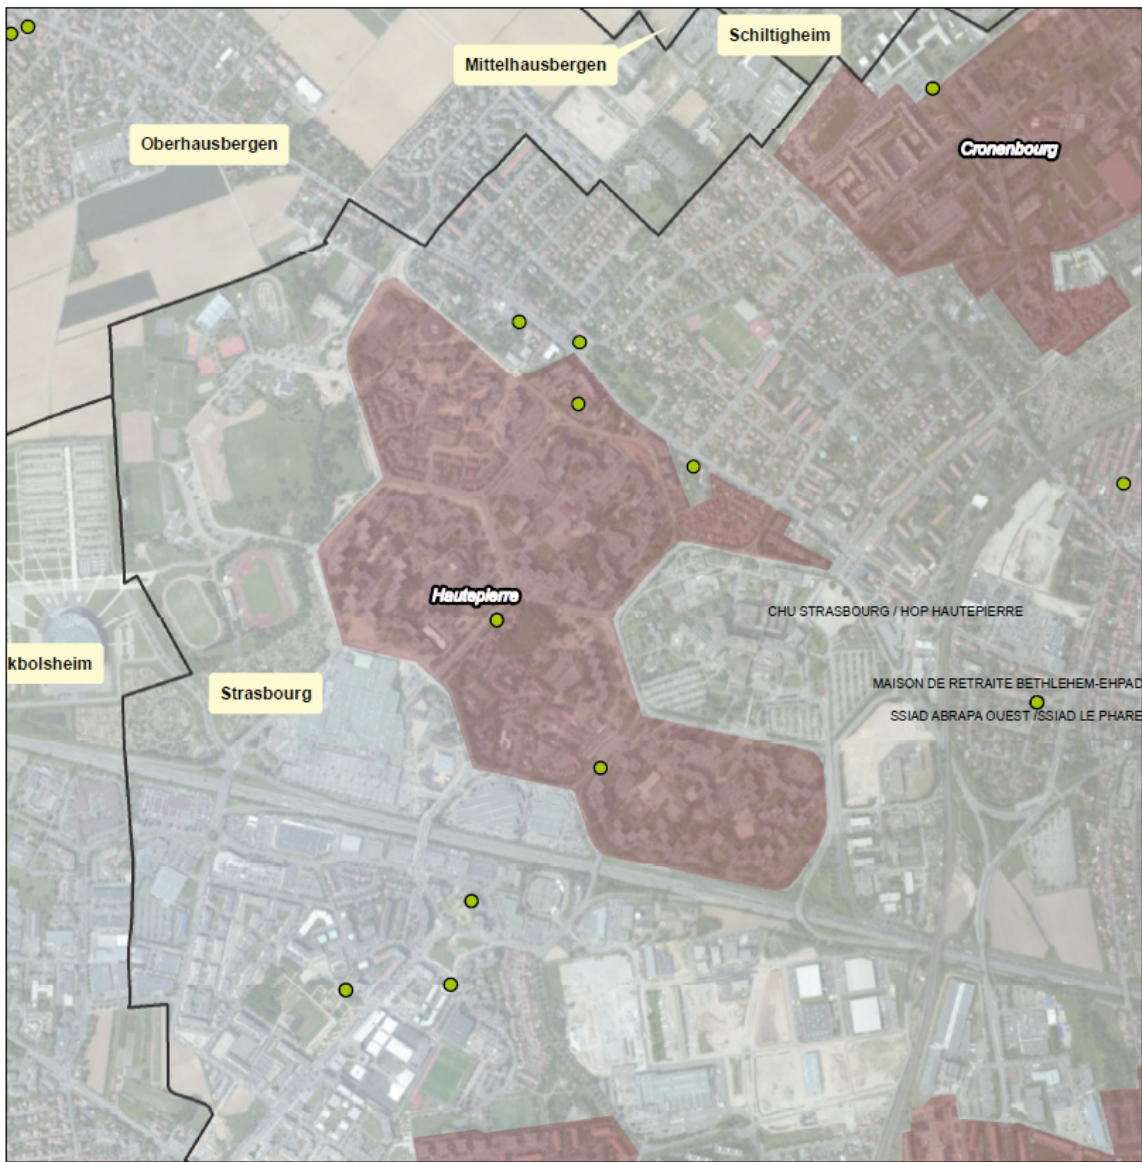 Schiltigheim
Mittelhausbergen
Oberhausbergen
Cronenbourg
Hautepierre
CHU STRASBOURG / HOP HAUTEPIERRE
kbolsheim
Strasbourg
MAISON DE RETRAITE BETHLEHEM-EHPAD
SSIAD ABRAPA OUEST /SSIAD LE PHARE